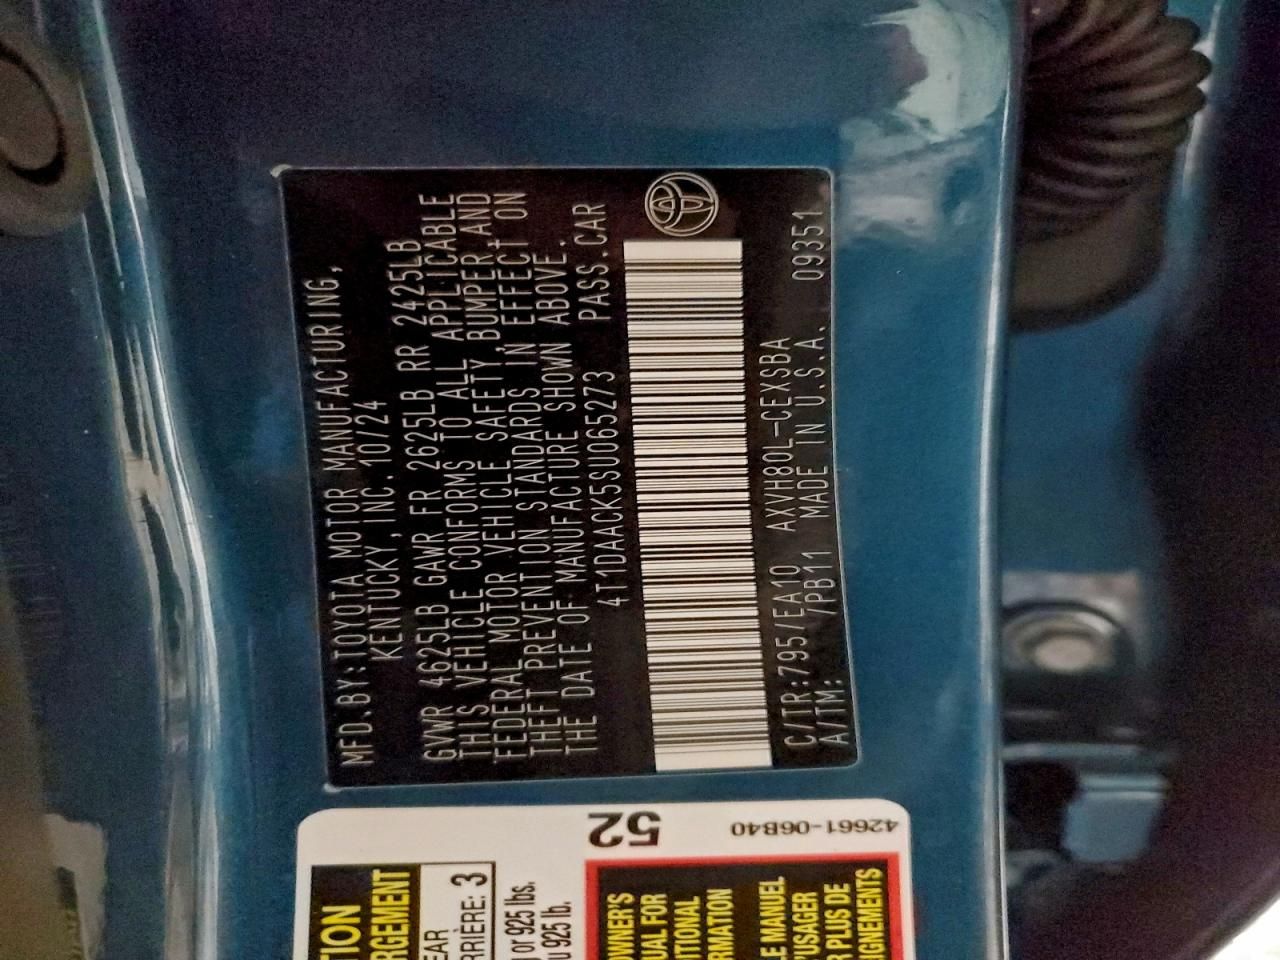 MFD.BY:TOYOTA MOTOR MANUFACTURING,
KENTUCKY, INC. 10/24
GVWR 4625LB GAWR FR 2625LB RR 2425LB
THIS VEHICLE CONFORMS TO ALL APPLICABLE
FEDERAL MOTOR VEHICLE SAFETY, BUMPER, AND
THEFT PREVENTION STANDARDS IN EFFECT ON
THE DATE OF MANUFACTURE SHOWN ABOVE.
4T1DAACK5SU065273 PASS.CAR
C/TR:795/EA10 AXVH80L-CEXSBA
A/TM: /PB11 MADE IN U.S.A. 09351
52
42661-06B40
TION
RGEMENT
EAR
RRIÈRE: 3
or 925 lbs.
u 925 lb.
OWNER'S
UAL FOR
ITIONAL
RMATION
LE MANUEL
'USAGER
R PLUS DE
IGNEMENTS